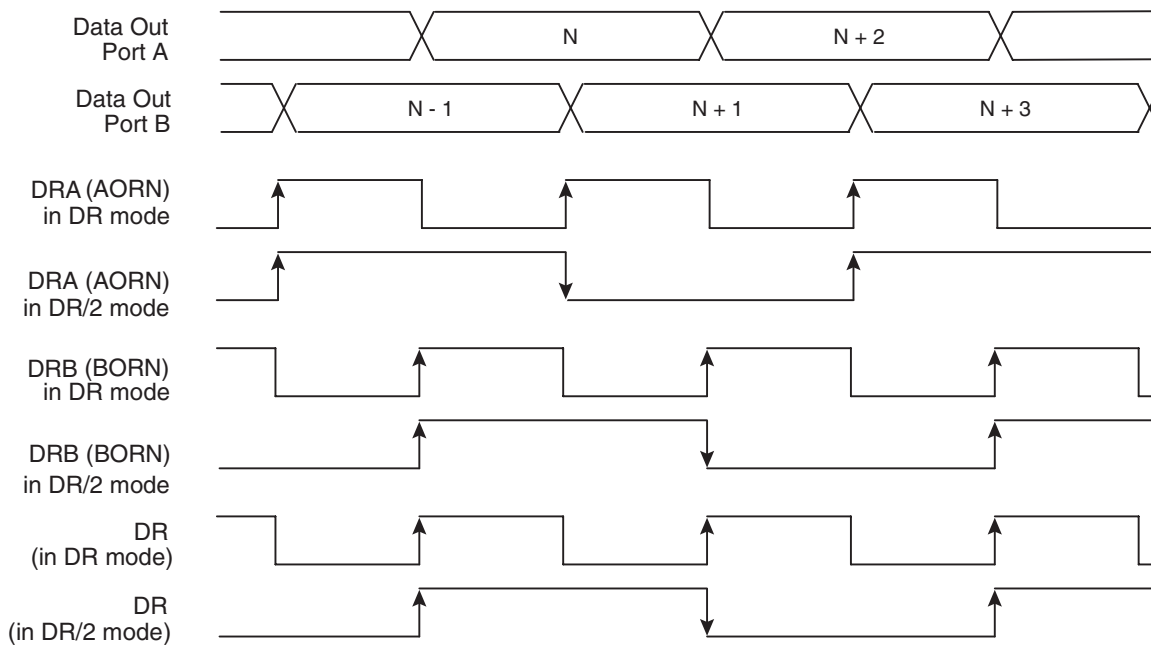 Data Out
Port A
N
N + 2
Data Out
Port B
N - 1
N + 1
N + 3
DRA (AORN)
in DR mode
DRA (AORN)
in DR/2 mode
DRB (BORN)
in DR mode
DRB (BORN)
in DR/2 mode
DR
(in DR mode)
DR
(in DR/2 mode)